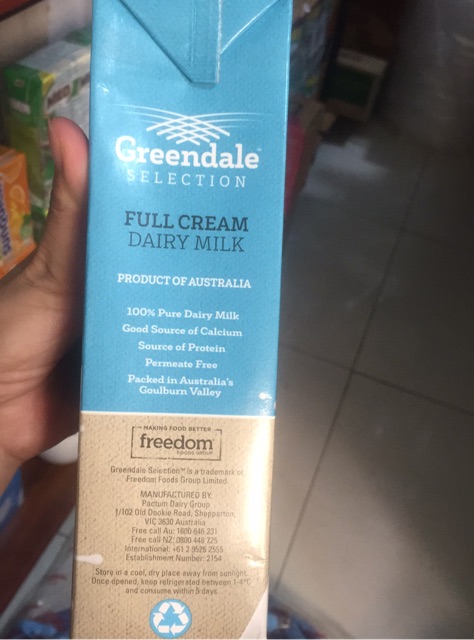 Greendale™
SELECTION
FULL CREAM
DAIRY MILK
PRODUCT OF AUSTRALIA
100% Pure Dairy Milk
Good Source of Calcium
Source of Protein
Permeate Free
Packed in Australia's
Goulburn Valley
MAKING FOOD BETTER
freedom
FOODS GROUP
Greendale Selection™ is a trademark of
Freedom Foods Group Limited
MANUFACTURED BY
Pactum Dairy Group
1/102 Old Dookie Road, Shepparton,
VIC 3630 Australia
Free call Au: 1800 646 231
Free call NZ: 0800 448 725
International: +61 2 9526 2555
Establishment Number: 2154
Store in a cool, dry place away from sunlight.
Once opened, keep refrigerated between 1-4°C
and consume within 5 days.